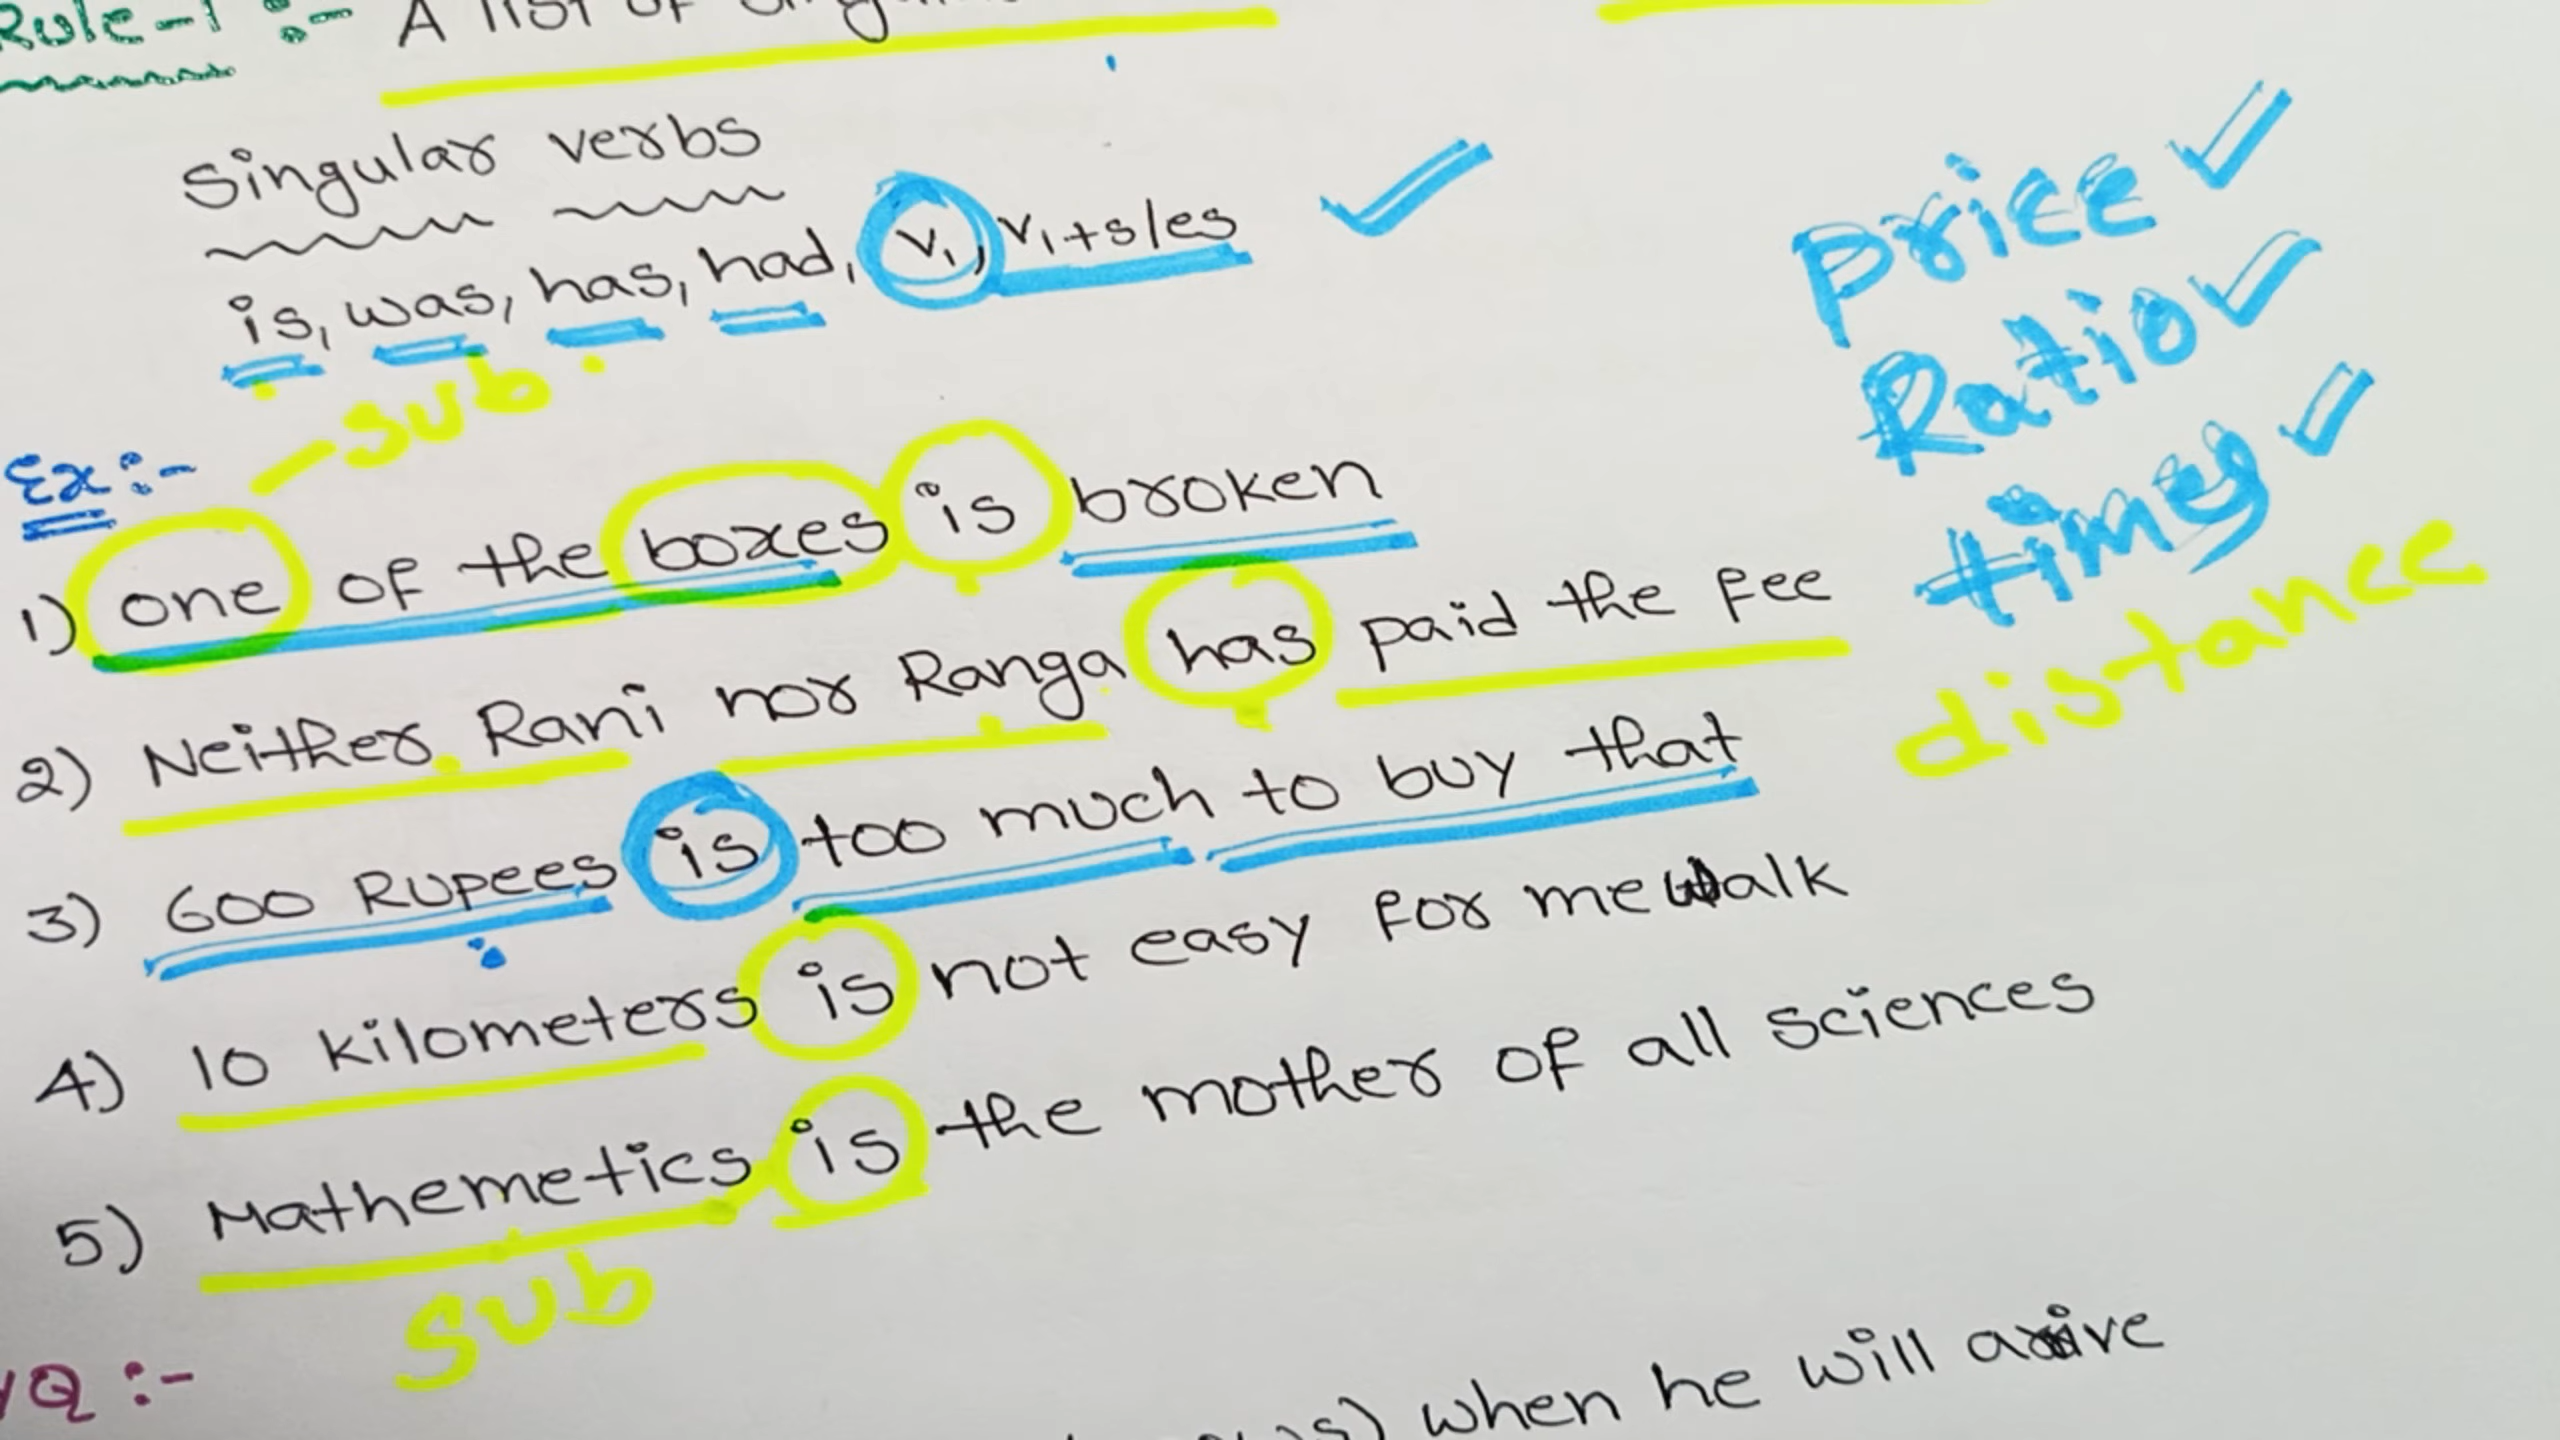 Rule-1 :- A list of
Singular verbs
is, was, has, had, V₁, V₁+s/es
Price
Ratio
times
distance
sub
Ex:-
1) one of the boxes is broken
2) Neither Rani nor Ranga has paid the fee
3) 600 Rupees is too much to buy that
4) 10 kilometers is not easy for me walk
5) Mathemetics is the mother of all sciences
sub
Q :-
when he will arive